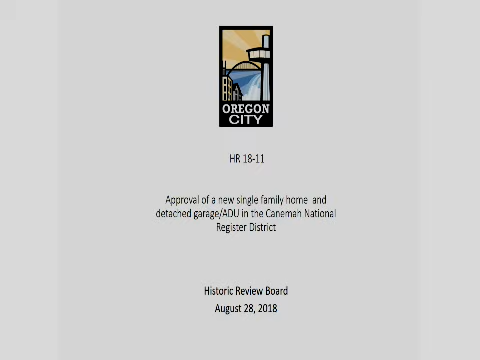 OREGON
CITY
HR 18-11
Approval of a new single family home and
detached garage/ADU in the Canemah National
Register District
Historic Review Board
August 28, 2018